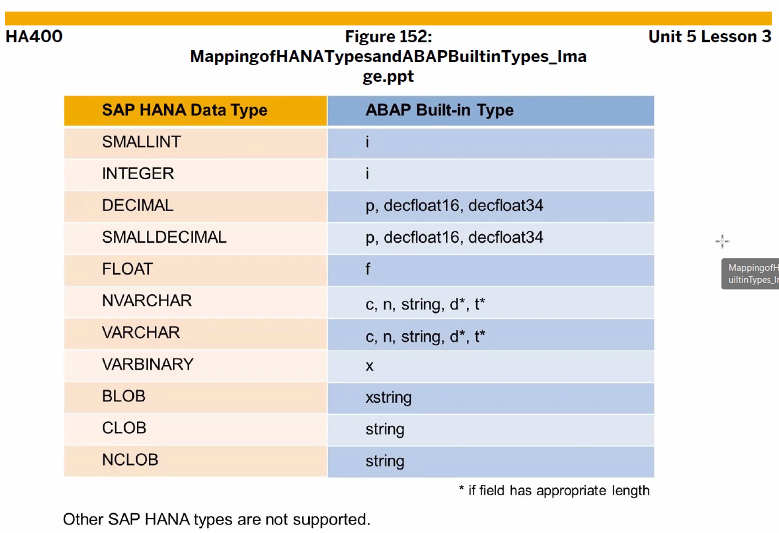 HA400
Figure 152:
MappingofHANATypesandABAPBuiltinTypes_Ima
ge.ppt
Unit 5 Lesson 3
SAP HANA Data Type ABAP Built-in Type
SMALLINT i
INTEGER i
DECIMAL p, decfloat16, decfloat34
SMALLDECIMAL p, decfloat16, decfloat34
FLOAT f
NVARCHAR c, n, string, d*, t*
VARCHAR c, n, string, d*, t*
VARBINARY x
BLOB xstring
CLOB string
NCLOB string
* if field has appropriate length
Other SAP HANA types are not supported.
MappingofH
uiltinTypes_I